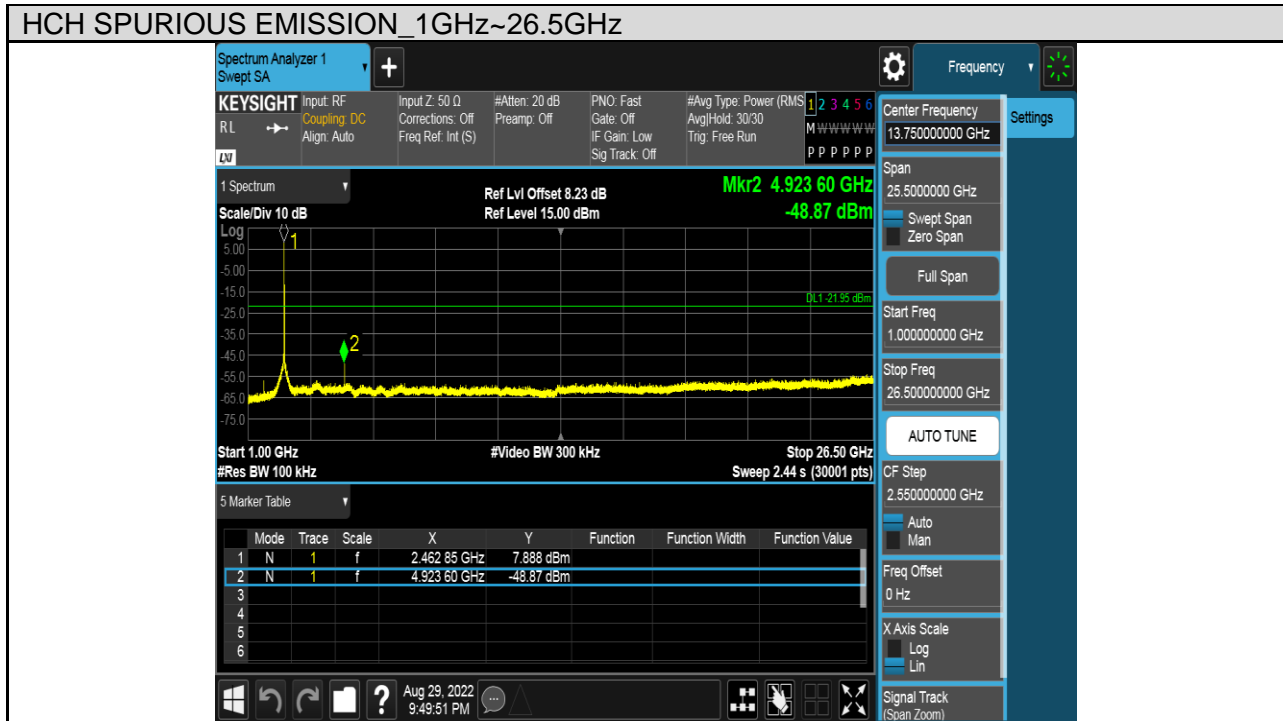 HCH SPURIOUS EMISSION_1GHz~26.5GHz
Spectrum Analyzer 1
Swept SA
+
Frequency
KEYSIGHT
RL
LXI
Input: RF
Coupling: DC
Align: Auto
Input Z: 50 Ω
Corrections: Off
Freq Ref: Int (S)
#Atten: 20 dB
Preamp: Off
PNO: Fast
Gate: Off
IF Gain: Low
Sig Track: Off
#Avg Type: Power (RMS
Avg|Hold: 30/30
Trig: Free Run
1 2 3 4 5 6
M W W W W W
P P P P P P
1 Spectrum
Scale/Div 10 dB
Ref Lvl Offset 8.23 dB
Ref Level 15.00 dBm
Mkr2 4.923 60 GHz
-48.87 dBm
Log
5.00
-5.00
-15.0
-25.0
-35.0
-45.0
-55.0
-65.0
-75.0
1
2
DL1 -21.95 dBm
Start 1.00 GHz
#Res BW 100 kHz
#Video BW 300 kHz
Stop 26.50 GHz
Sweep 2.44 s (30001 pts)
5 Marker Table
Mode Trace Scale X Y Function Function Width Function Value
1 N 1 f 2.462 85 GHz 7.888 dBm
2 N 1 f 4.923 60 GHz -48.87 dBm
3
4
5
6
?
Aug 29, 2022
9:49:51 PM
Center Frequency
13.75000000 GHz
Settings
Span
25.5000000 GHz
Swept Span
Zero Span
Full Span
Start Freq
1.000000000 GHz
Stop Freq
26.500000000 GHz
AUTO TUNE
CF Step
2.550000000 GHz
Auto
Man
Freq Offset
0 Hz
X Axis Scale
Log
Lin
Signal Track
(Span Zoom)